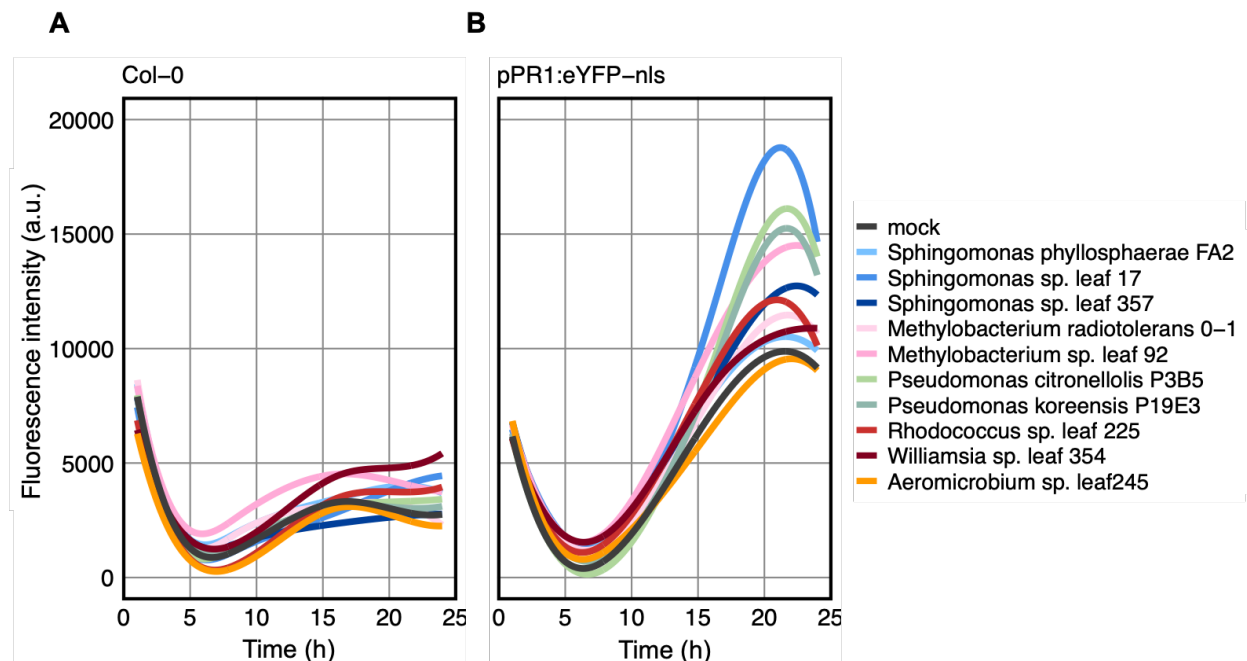 A
B
Col–0
pPR1:eYFP–nls
Fluorescence intensity (a.u.)
20000
15000
10000
5000
0
0 5 10 15 20 25
0 5 10 15 20 25
Time (h)
Time (h)
mock
Sphingomonas phyllosphaerae FA2
Sphingomonas sp. leaf 17
Sphingomonas sp. leaf 357
Methylobacterium radiotolerans 0–1
Methylobacterium sp. leaf 92
Pseudomonas citronellolis P3B5
Pseudomonas koreensis P19E3
Rhodococcus sp. leaf 225
Williamsia sp. leaf 354
Aeromicrobium sp. leaf245